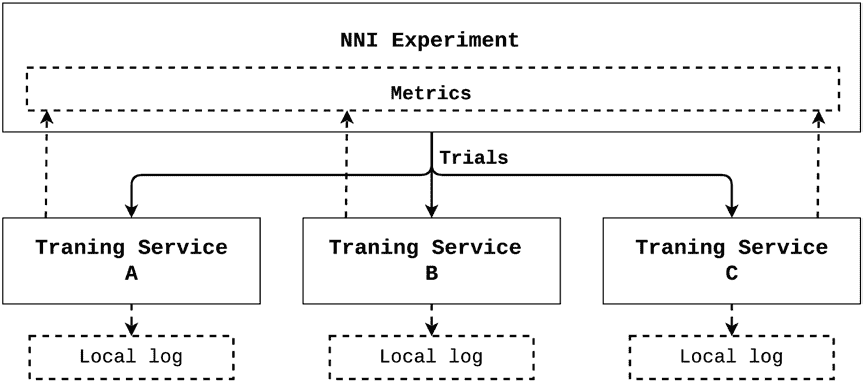 NNI Experiment
Metrics
Trials
Traning Service
A
Traning Service
B
Traning Service
C
Local log
Local log
Local log